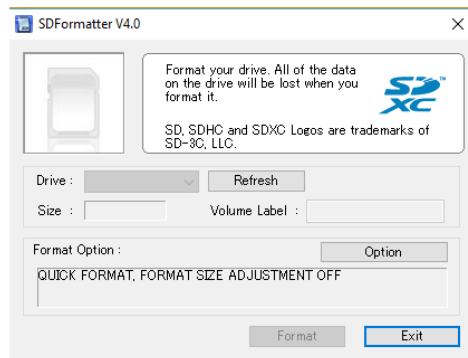 SDFormatter V4.0
Format your drive. All of the data
on the drive will be lost when you
format it.
SD XC
SD, SDHC and SDXC Logos are trademarks of
SD-3C, LLC.
Drive :
Refresh
Size :
Volume Label :
Format Option :
Option
QUICK FORMAT, FORMAT SIZE ADJUSTMENT OFF
Format
Exit